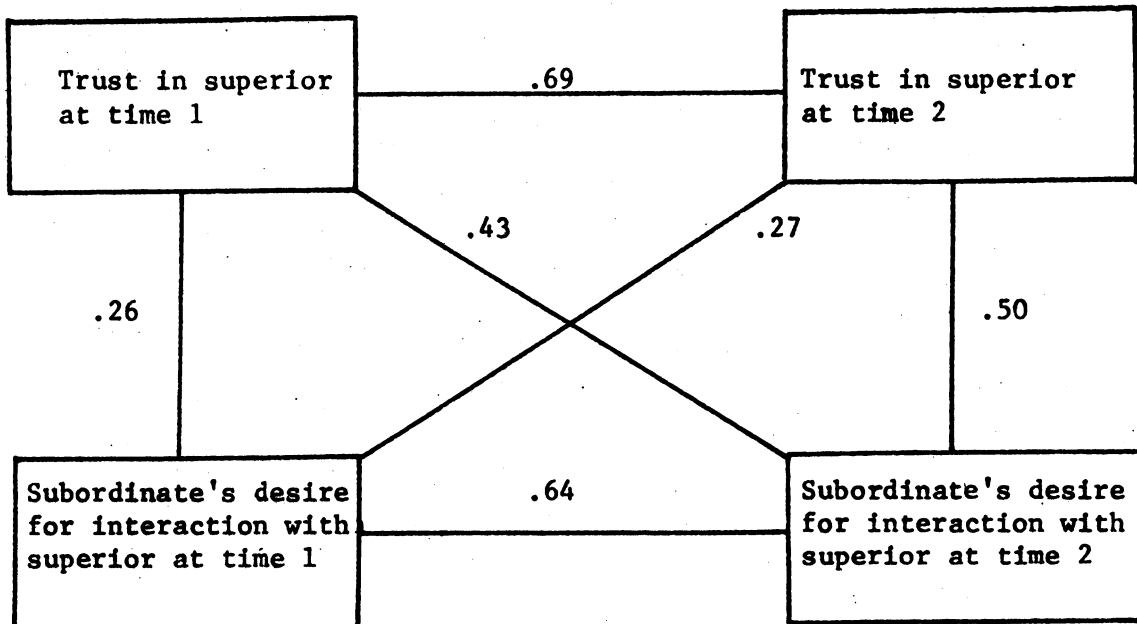 Trust in superior
at time 1
.69
Trust in superior
at time 2
.43
.27
.26
.50
Subordinate's desire
for interaction with
superior at time 1
.64
Subordinate's desire
for interaction with
superior at time 2